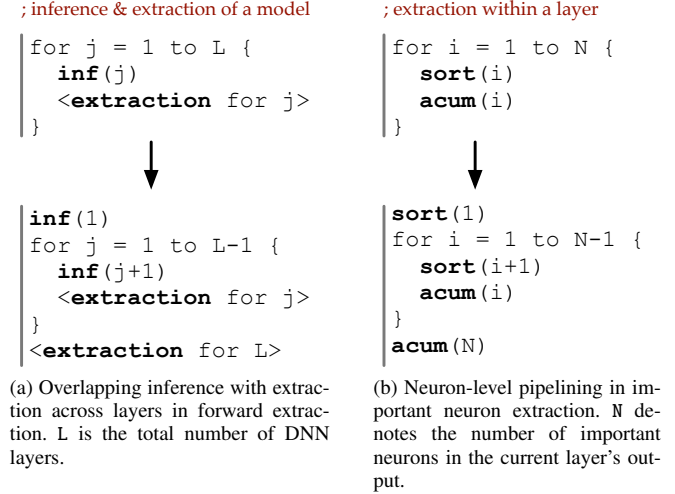 ; inference & extraction of a model
for j = 1 to L {
inf(j)
<extraction for j>
}
inf(1)
for j = 1 to L-1 {
inf(j+1)
<extraction for j>
}
<extraction for L>
(a) Overlapping inference with extrac-
tion across layers in forward extrac-
tion. L is the total number of DNN
layers.
; extraction within a layer
for i = 1 to N {
sort(i)
acum(i)
}
sort(1)
for i = 1 to N-1 {
sort(i+1)
acum(i)
}
acum(N)
(b) Neuron-level pipelining in im-
portant neuron extraction. N de-
notes the number of important
neurons in the current layer's out-
put.